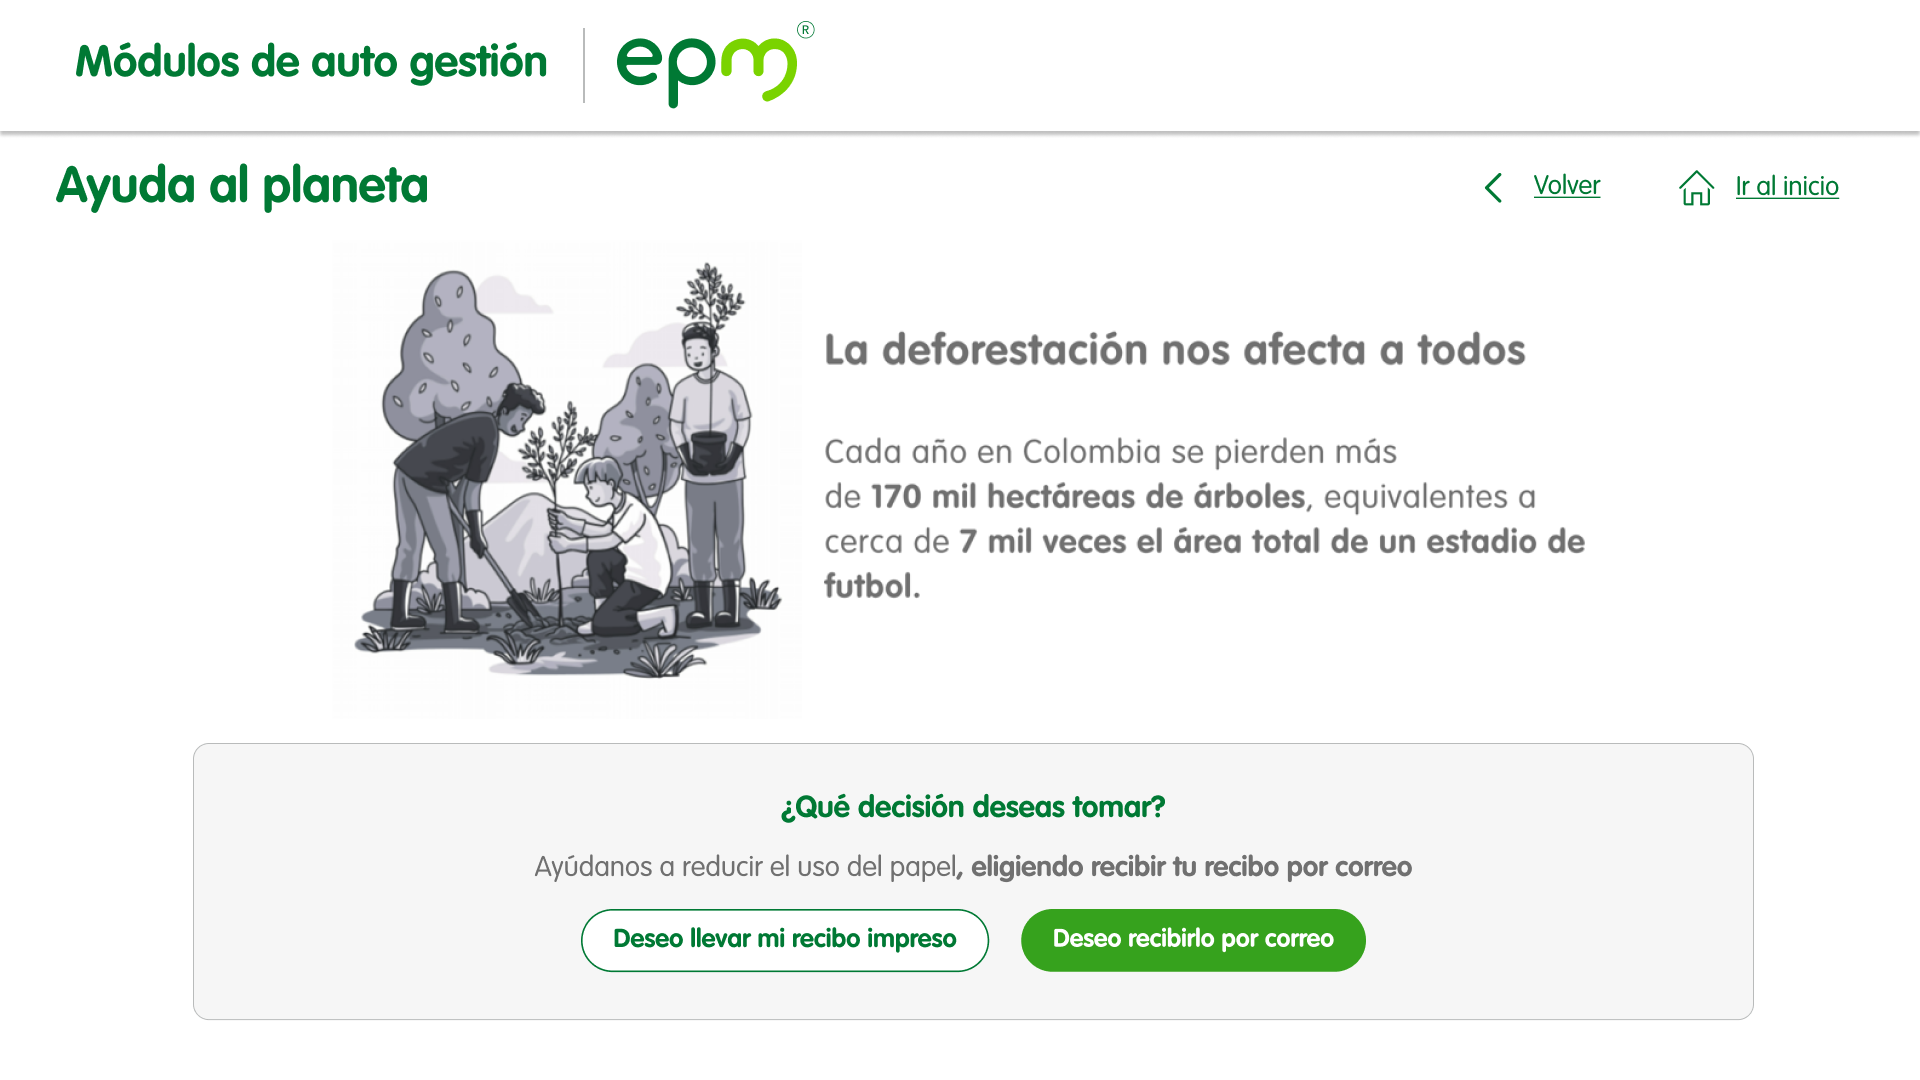 Módulos de auto gestión
epm®
Ayuda al planeta
Volver
Ir al inicio
La deforestación nos afecta a todos
Cada año en Colombia se pierden más
de 170 mil hectáreas de árboles, equivalentes a
cerca de 7 mil veces el área total de un estadio de
futbol.
¿Qué decisión deseas tomar?
Ayúdanos a reducir el uso del papel, eligiendo recibir tu recibo por correo
Deseo llevar mi recibo impreso
Deseo recibirlo por correo